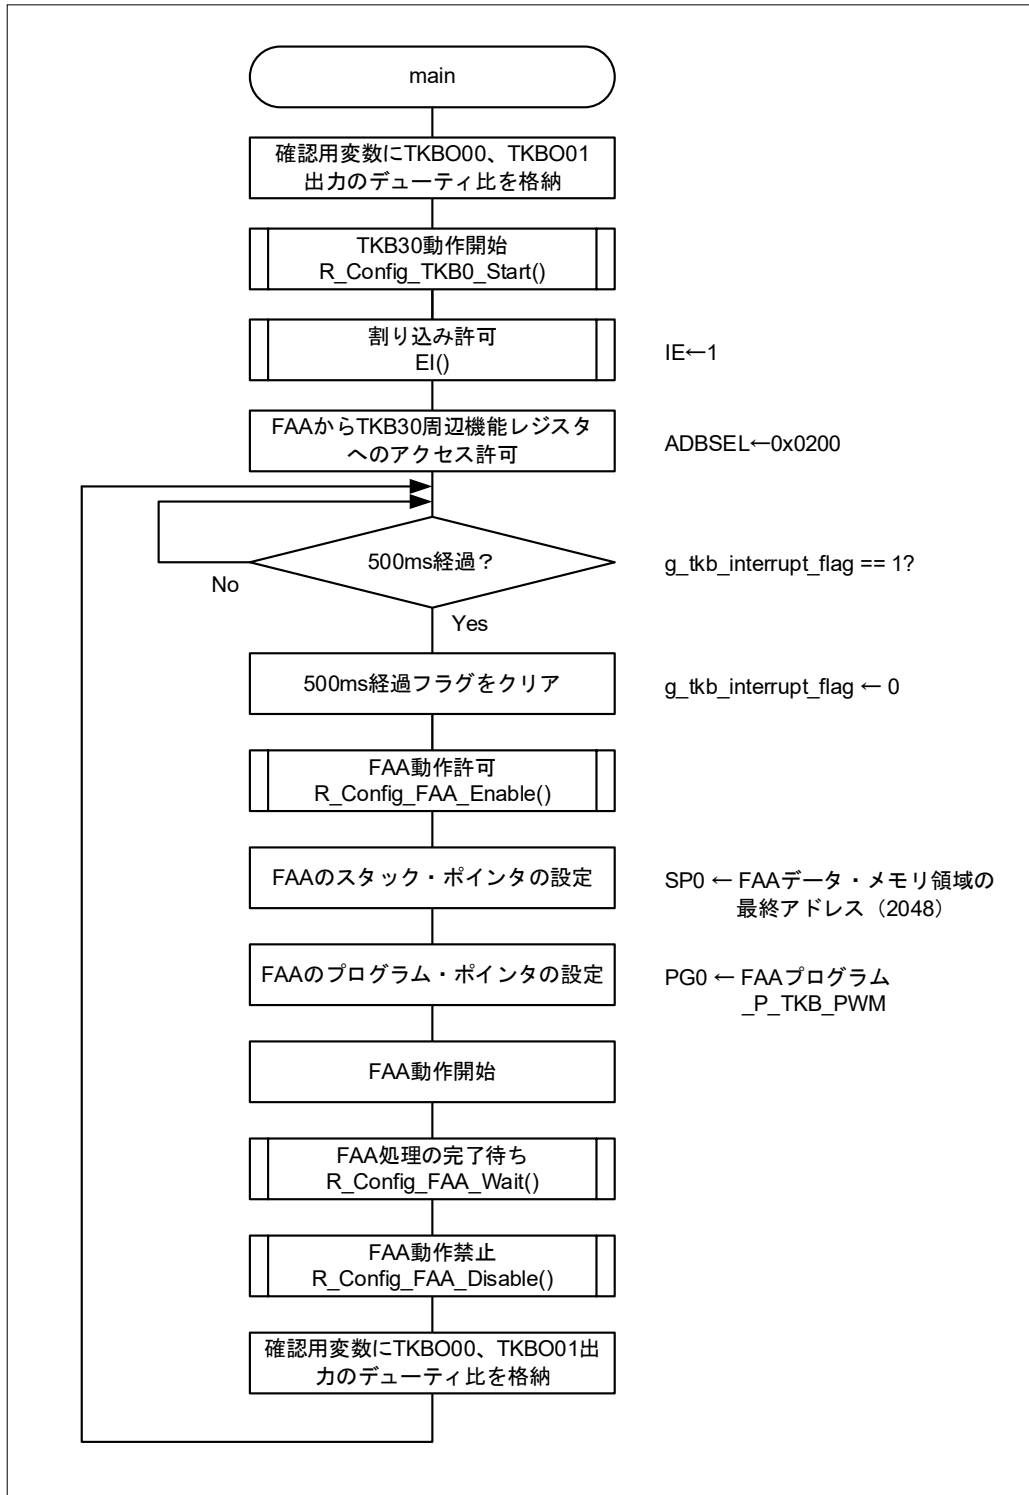 main
確認用変数にTKBO00、TKBO01
出力のデューティ比を格納
TKB30動作開始
R_Config_TKB0_Start()
割り込み許可
EI()
IE←1
FAAからTKB30周辺機能レジスタ
へのアクセス許可
ADBSEL←0x0200
500ms経過？
g_tkb_interrupt_flag == 1?
No
Yes
500ms経過フラグをクリア
g_tkb_interrupt_flag ← 0
FAA動作許可
R_Config_FAA_Enable()
FAAのスタック・ポインタの設定
SP0 ← FAAデータ・メモリ領域の
最終アドレス（2048）
FAAのプログラム・ポインタの設定
PG0 ← FAAプログラム
_P_TKB_PWM
FAA動作開始
FAA処理の完了待ち
R_Config_FAA_Wait()
FAA動作禁止
R_Config_FAA_Disable()
確認用変数にTKBO00、TKBO01出
力のデューティ比を格納